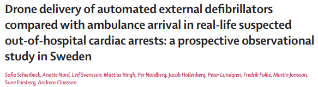 Drone delivery of automated external defibrillators
compared with ambulance arrival in real-life suspected
out-of-hospital cardiac arrests: a prospective observational
study in Sweden
Sofia Schierbeck, Anette Nord, Leif Svensson, Mattias Ringh, Per Nordberg, Jacob Hollenberg, Peter Lundgren, Fredrik Folke, Martin Jonsson,
Sune Forsberg, Andreas Claesson